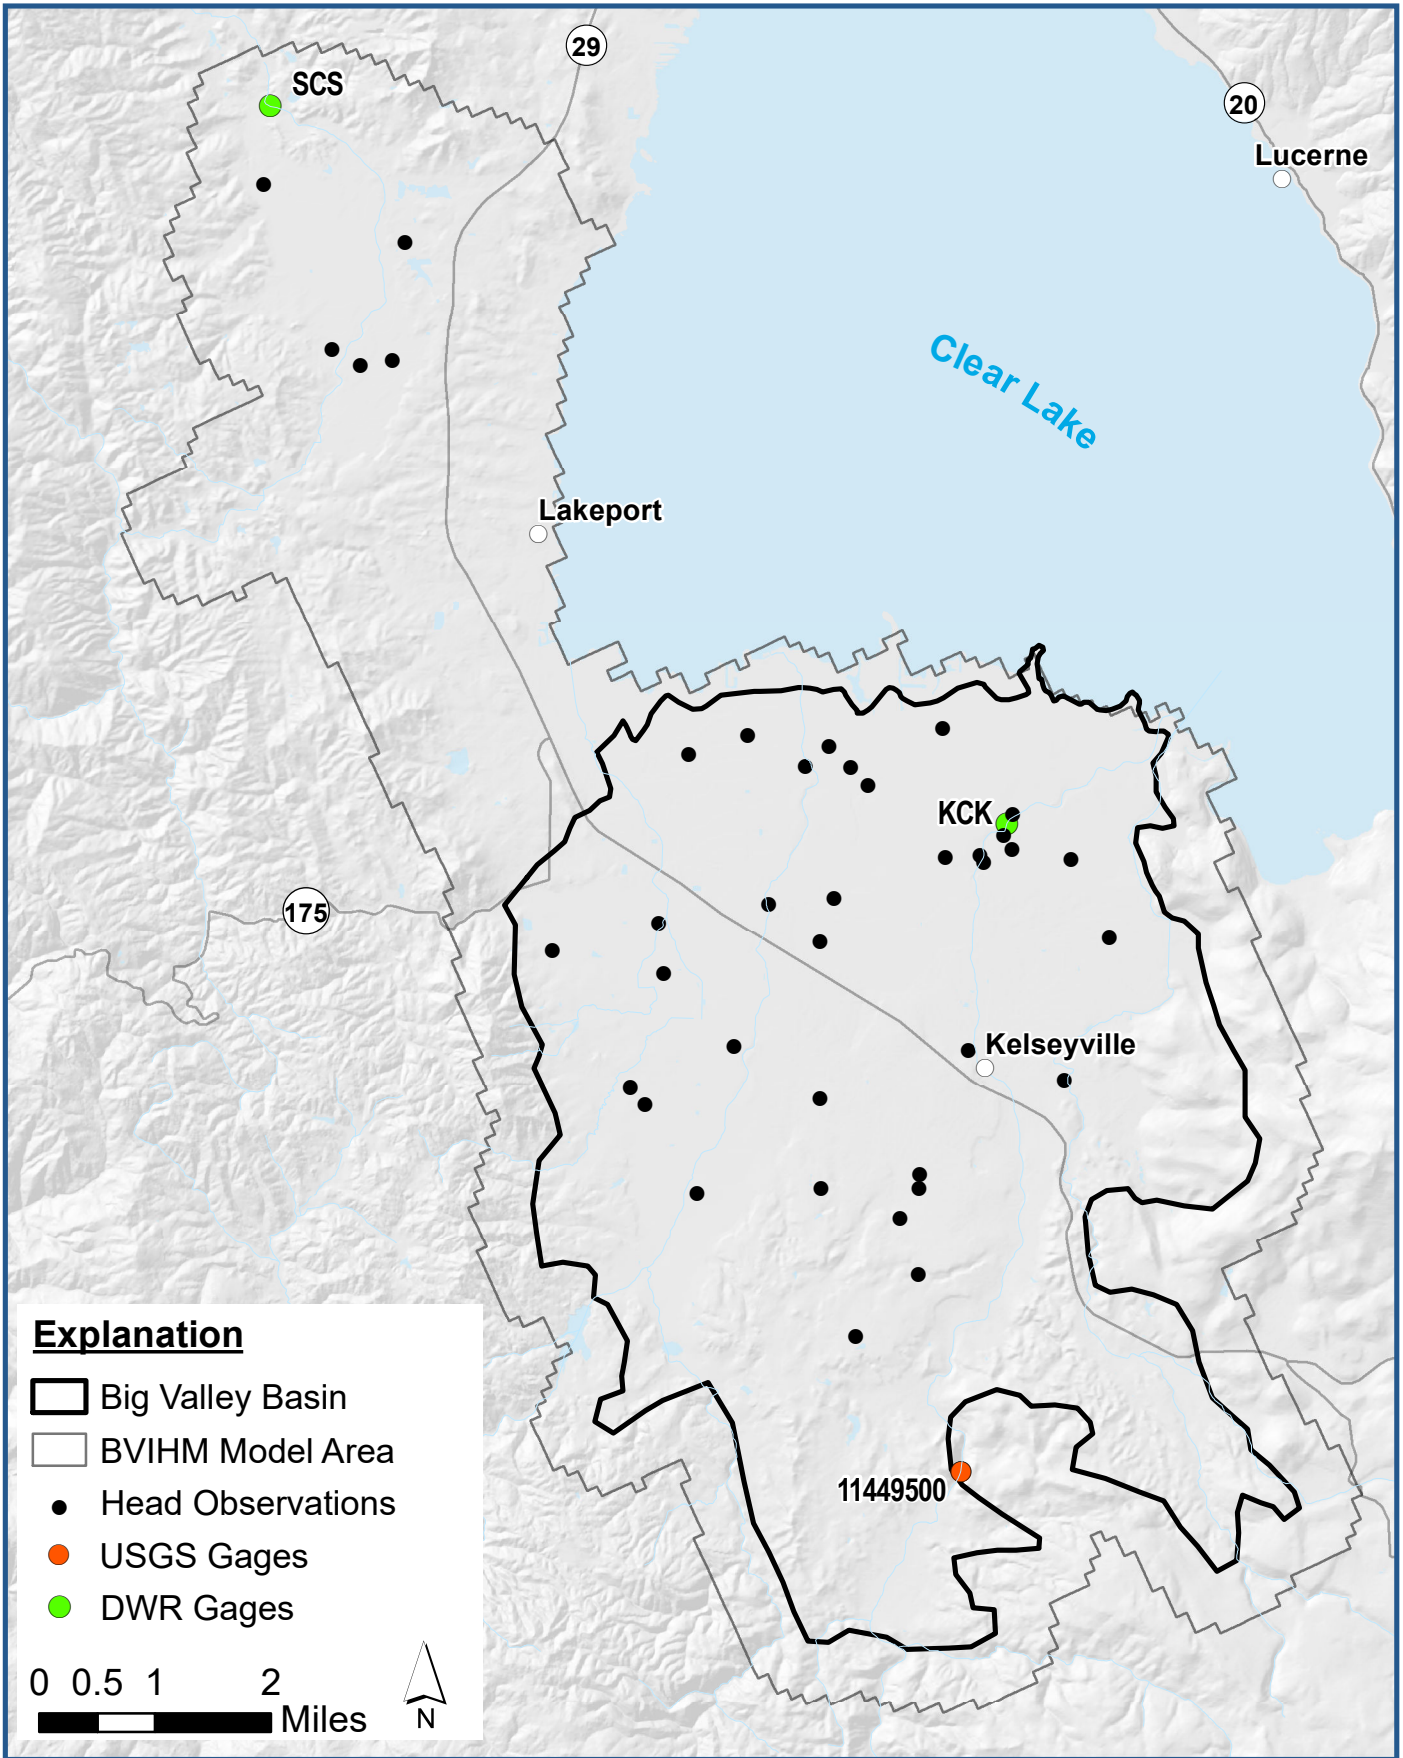 29
SCS
20
Lucerne
Clear Lake
Lakeport
KCK
175
Kelseyville
11449500
Explanation
Big Valley Basin
BVIHM Model Area
Head Observations
USGS Gages
DWR Gages
0 0.5 1 2
Miles
N